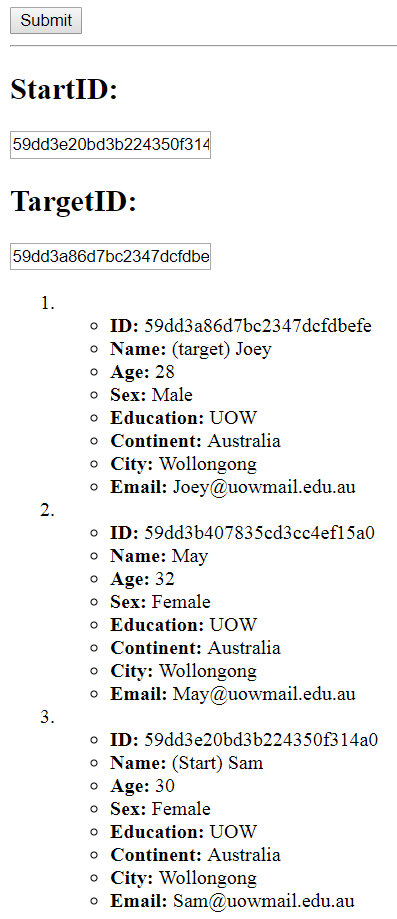 Submit
StartID:
59dd3e20bd3b224350f314
TargetID:
59dd3a86d7bc2347dcfdbe
1.
ID: 59dd3a86d7bc2347dcfdbefe
Name: (target) Joey
Age: 28
Sex: Male
Education: UOW
Continent: Australia
City: Wollongong
Email: Joey@uowmail.edu.au
2.
ID: 59dd3b407835cd3cc4ef15a0
Name: May
Age: 32
Sex: Female
Education: UOW
Continent: Australia
City: Wollongong
Email: May@uowmail.edu.au
3.
ID: 59dd3e20bd3b224350f314a0
Name: (Start) Sam
Age: 30
Sex: Female
Education: UOW
Continent: Australia
City: Wollongong
Email: Sam@uowmail.edu.au